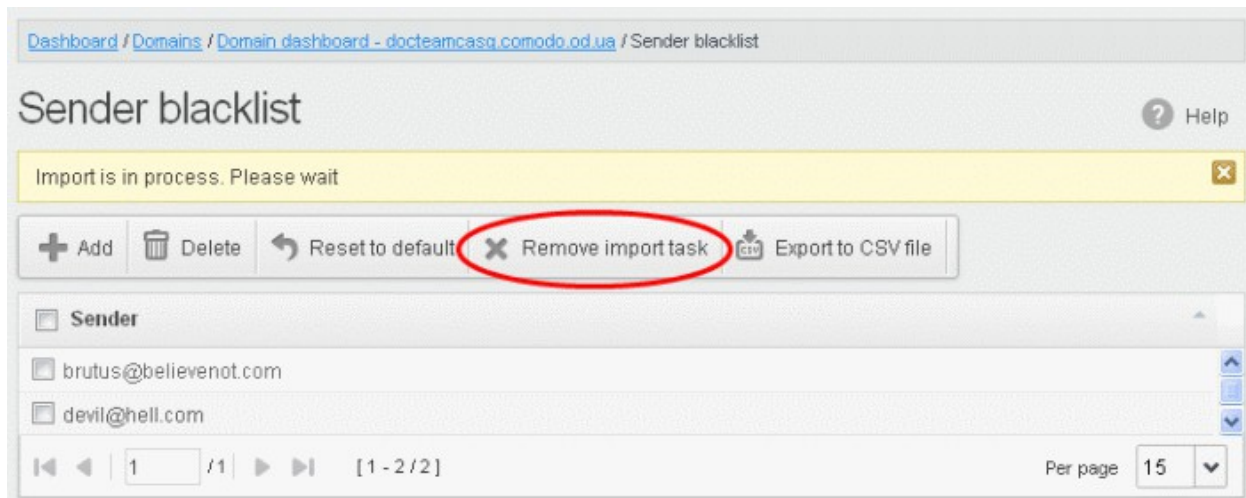 Dashboard / Domains / Domain dashboard - docteamcasg.comodo.od.ua / Sender blacklist
Sender blacklist
Help
Import is in process. Please wait
Add Delete Reset to default Remove import task CSV Export to CSV file
Sender
brutus@believenot.com
devil@hell.com
1 /1 [1 - 2 / 2] Per page 15